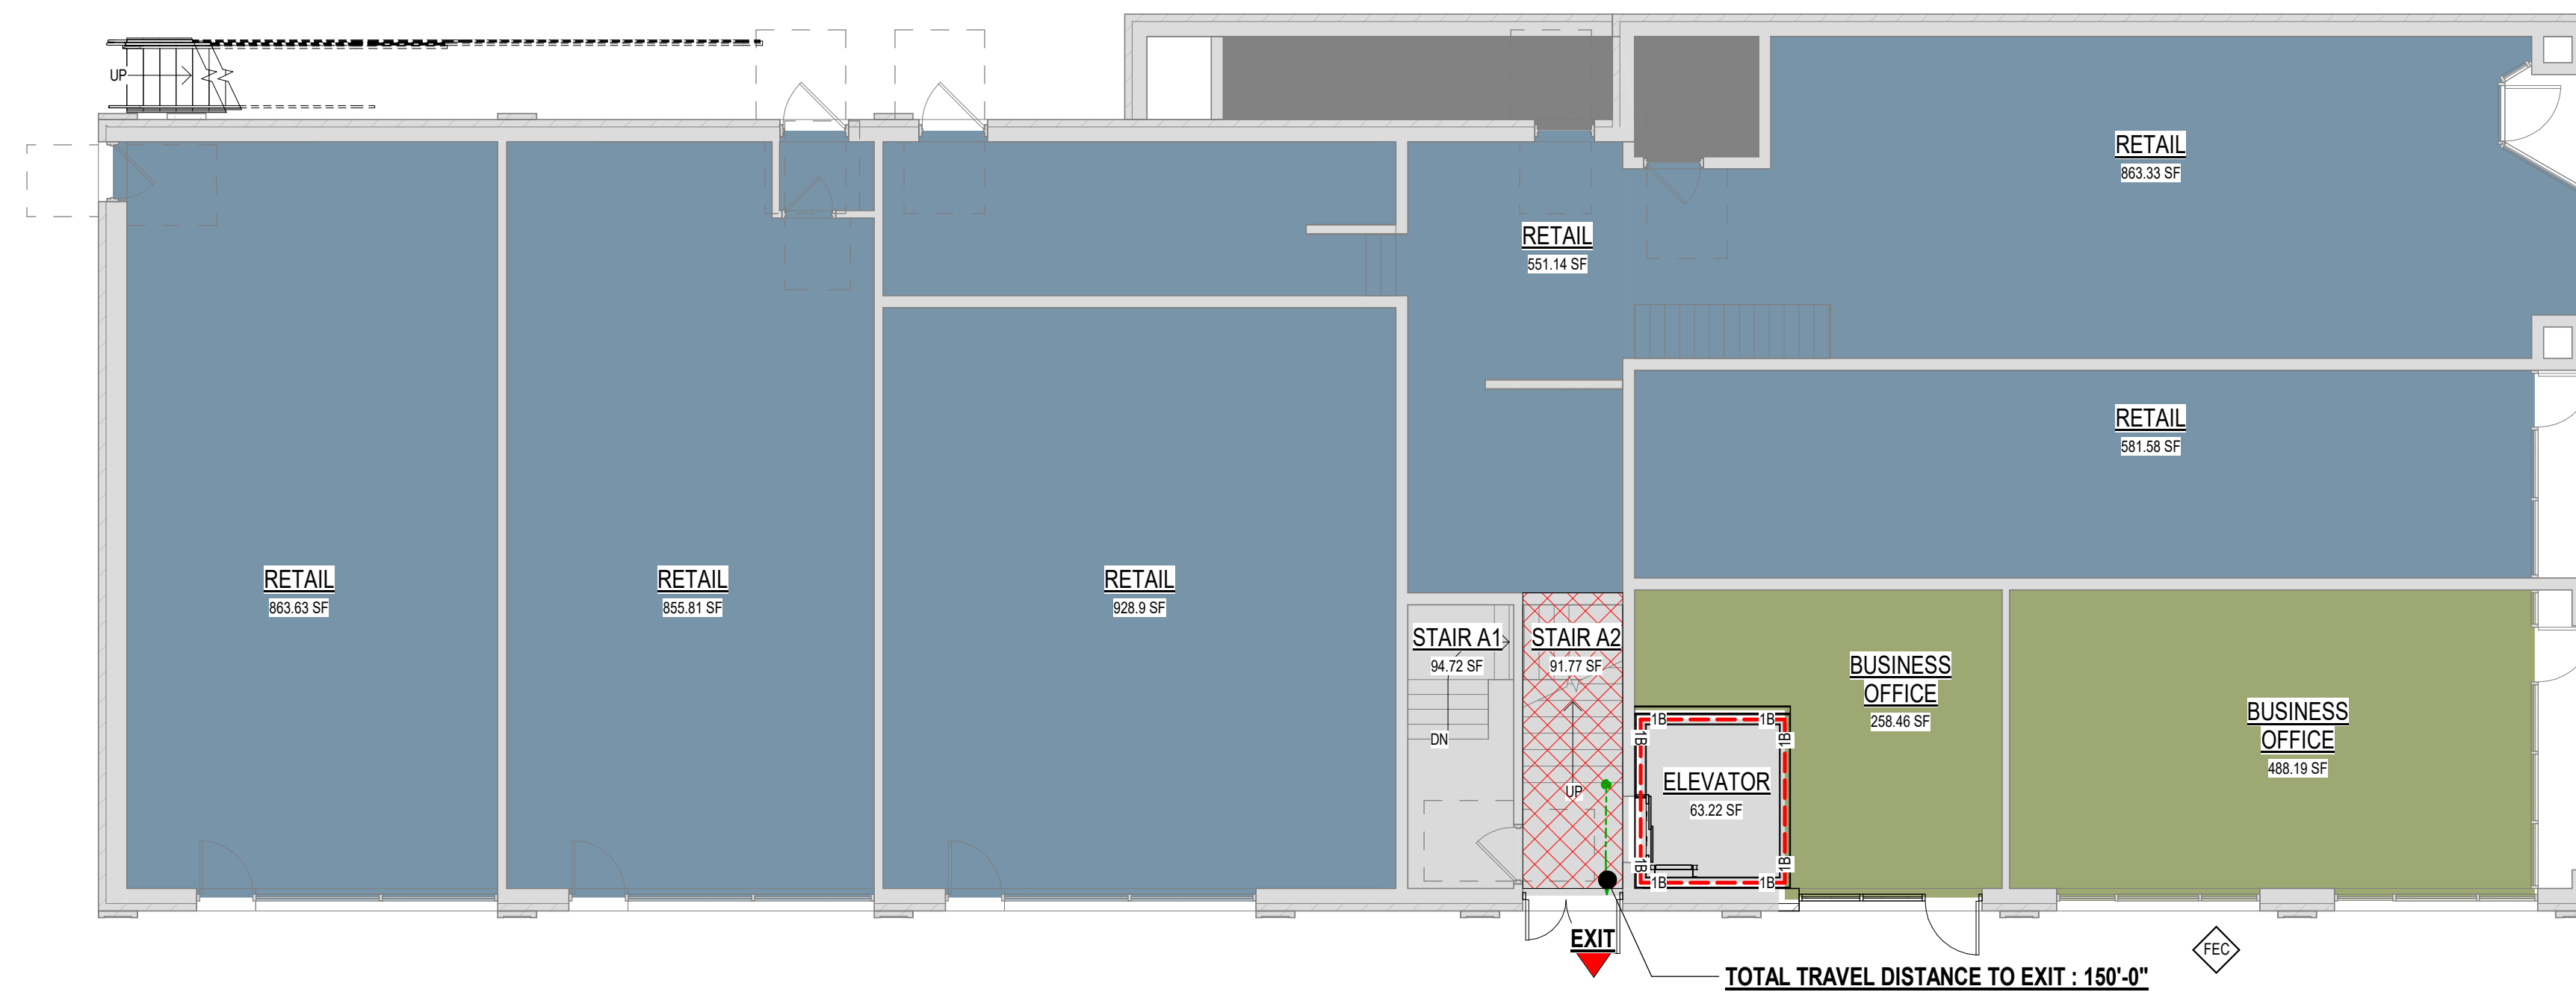 UP
RETAIL
863.33 SF
RETAIL
551.14 SF
RETAIL
581.58 SF
RETAIL
863.63 SF
RETAIL
855.81 SF
RETAIL
928.9 SF
STAIR A1
94.72 SF
DN
STAIR A2
91.77 SF
UP
BUSINESS
OFFICE
258.46 SF
BUSINESS
OFFICE
488.19 SF
1B
1B
1B
1B
ELEVATOR
63.22 SF
1B
1B
1B
1B
EXIT
FEC
TOTAL TRAVEL DISTANCE TO EXIT : 150'-0"